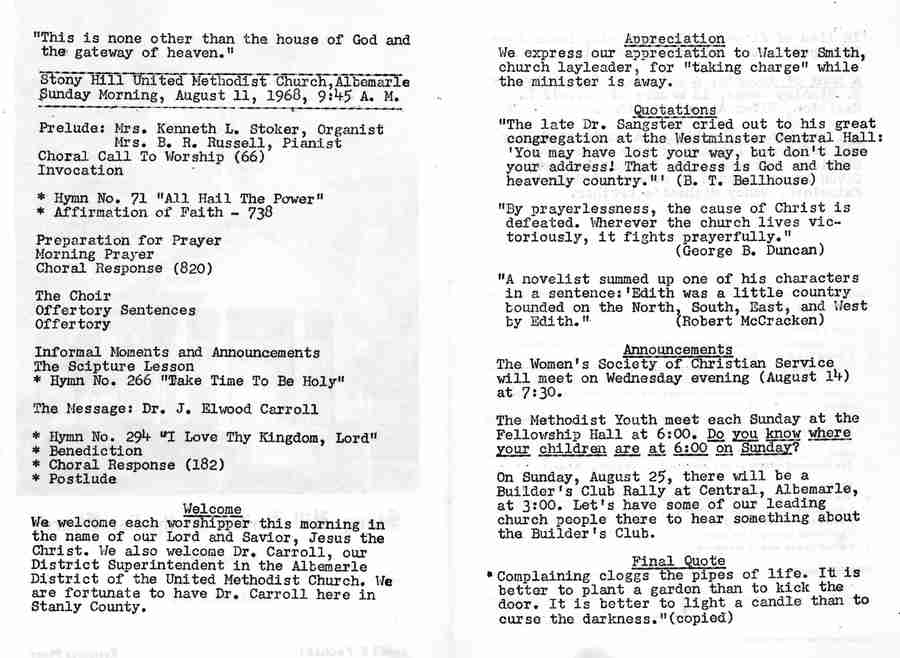 "This is none other than the house of God and
the gateway of heaven."
Stony Hill United Methodist Church,Albemarle
Sunday Morning, August 11, 1968, 9:45 A. M.
Prelude: Mrs. Kenneth L. Stoker, Organist
Mrs. B. R. Russell, Pianist
Choral Call To Worship (66)
Invocation
* Hymn No. 71 "All Hail The Power"
* Affirmation of Faith - 738
Preparation for Prayer
Morning Prayer
Choral Response (820)
The Choir
Offertory Sentences
Offertory
Informal Moments and Announcements
The Scipture Lesson
* Hymn No. 266 "Take Time To Be Holy"
The Message: Dr. J. Elwood Carroll
* Hymn No. 294 "I Love Thy Kingdom, Lord"
* Benediction
* Choral Response (182)
* Postlude
Welcome
We welcome each worshipper this morning in
the name of our Lord and Savior, Jesus the
Christ. We also welcome Dr. Carroll, our
District Superintendent in the Albemarle
District of the United Methodist Church. We
are fortunate to have Dr. Carroll here in
Stanly County.
Appreciation
We express our appreciation to Walter Smith,
church layleader, for "taking charge" while
the minister is away.
Quotations
"The late Dr. Sangster cried out to his great
congregation at the Westminster Central Hall:
'You may have lost your way, but don't lose
your address! That address is God and the
heavenly country."' (B. T. Bellhouse)
"By prayerlessness, the cause of Christ is
defeated. Wherever the church lives vic-
toriously, it fights prayerfully."
(George B. Duncan)
"A novelist summed up one of his characters
in a sentence:'Edith was a little country
bounded on the North, South, East, and West
by Edith." (Robert McCracken)
Announcements
The Women's Society of Christian Service
will meet on Wednesday evening (August 14)
at 7:30.
The Methodist Youth meet each Sunday at the
Fellowship Hall at 6:00. Do you know where
your children are at 6:00 on Sunday?
On Sunday, August 25, there will be a
Builder's Club Rally at Central, Albemarle,
at 3:00. Let's have some of our leading
church people there to hear something about
the Builder's Club.
Final Quote
"Complaining cloggs the pipes of life. It is
better to plant a garden than to kick the
door. It is better to light a candle than to
curse the darkness."(copied)